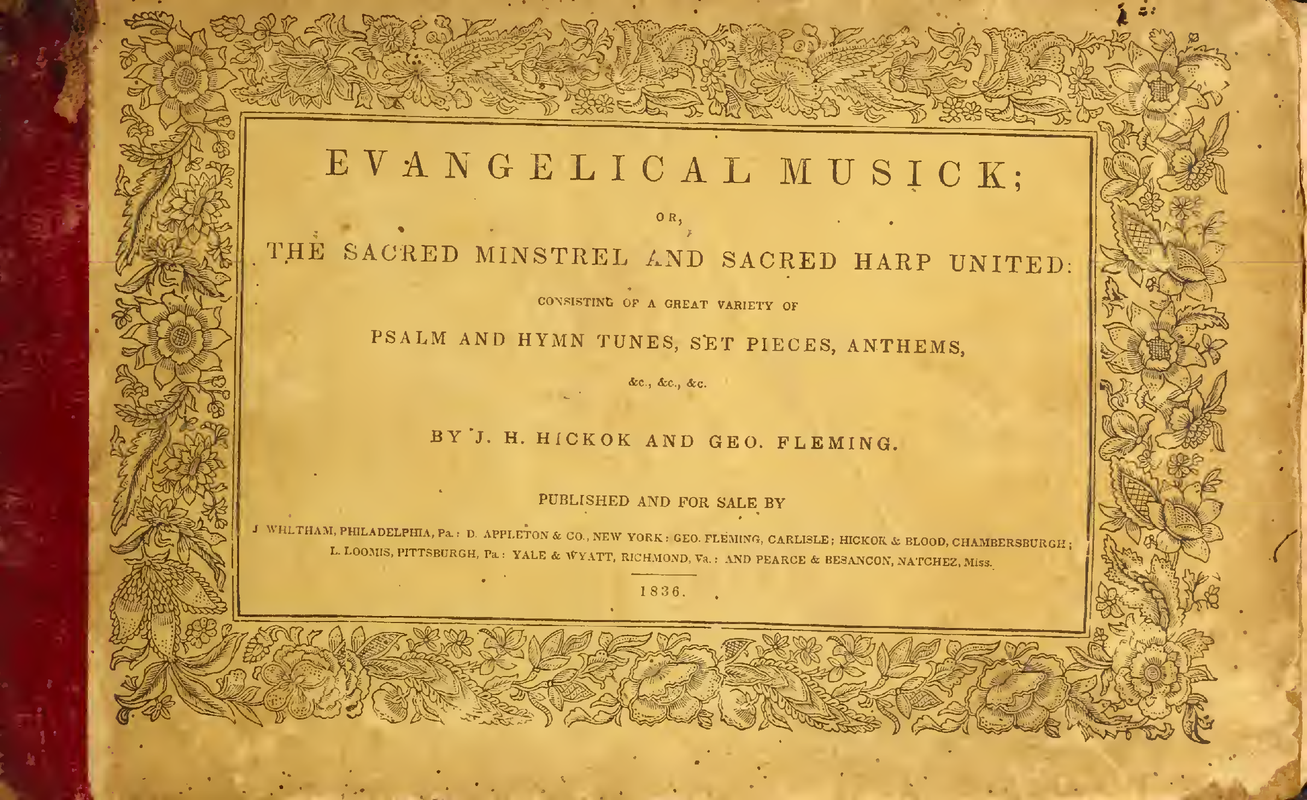 EVANGELICAL MUSICK;
OR,
THE SACRED MINSTREL AND SACRED HARP UNITED:
CONSISTING OF A GREAT VARIETY OF
PSALM AND HYMN TUNES, SET PIECES, ANTHEMS,
&c., &c., &c.
BY J. H. HICKOK AND GEO. FLEMING.
PUBLISHED AND FOR SALE BY
J WHETHAM, PHILADELPHIA, Pa.: D. APPLETON & CO., NEW YORK: GEO. FLEMING, CARLISLE; HICKOK & BLOOD, CHAMBERSBURGH;
L. LOOMIS, PITTSBURGH, Pa.: YALE & WYATT, RICHMOND, Va.: AND PEARCE & BESANCON, NATCHEZ, Miss.
1836.